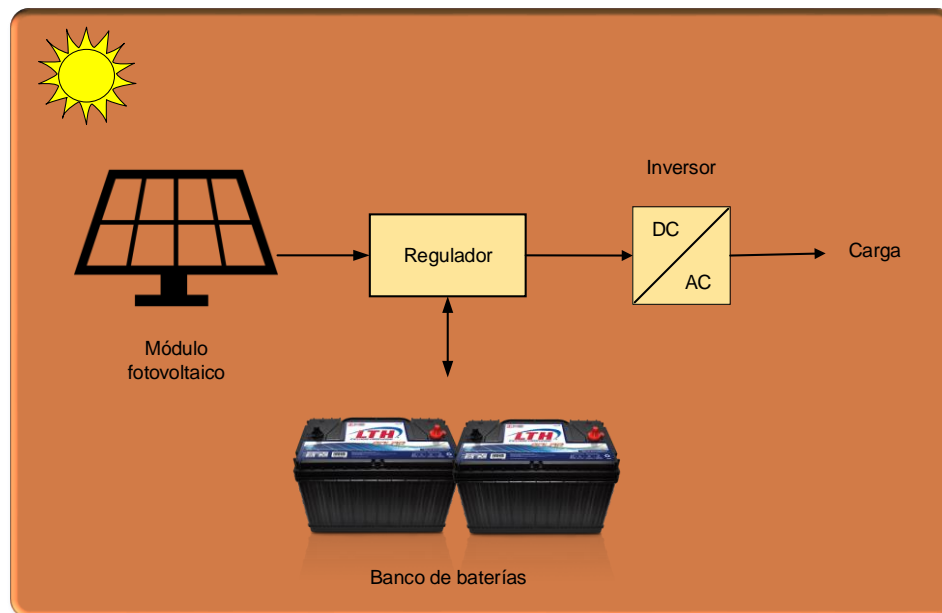 Inversor
DC
AC
Regulador
Carga
Módulo
fotovoltaico
LTH
LTH
Banco de baterías